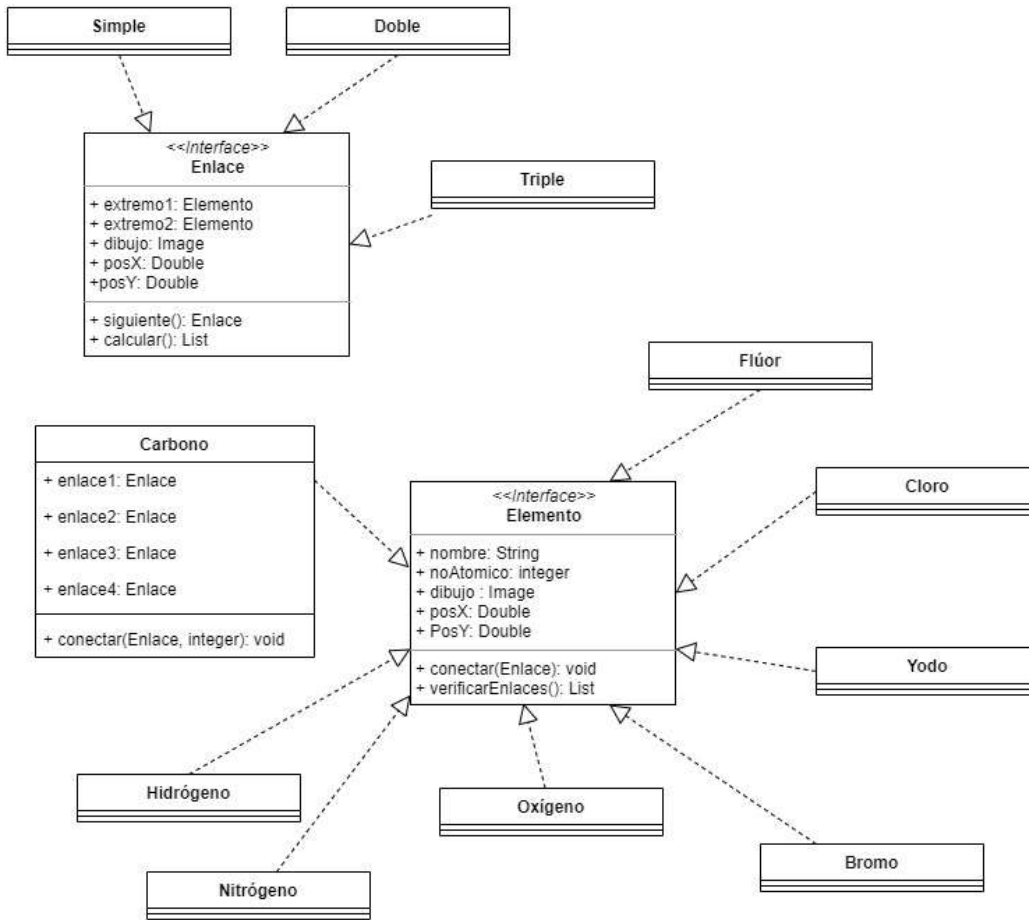 Simple
Doble
<<Interface>>
Enlace
+ extremo1: Elemento
+ extremo2: Elemento
+ dibujo: Image
+ posX: Double
+posY: Double
+ siguiente(): Enlace
+ calcular(): List
Triple
Flúor
Carbono
+ enlace1: Enlace
+ enlace2: Enlace
+ enlace3: Enlace
+ enlace4: Enlace
+ conectar(Enlace, integer): void
<<Interface>>
Elemento
+ nombre: String
+ noAtomico: integer
+ dibujo : Image
+ posX: Double
+ PosY: Double
+ conectar(Enlace): void
+ verificarEnlaces(): List
Cloro
Yodo
Hidrógeno
Oxígeno
Nitrógeno
Bromo